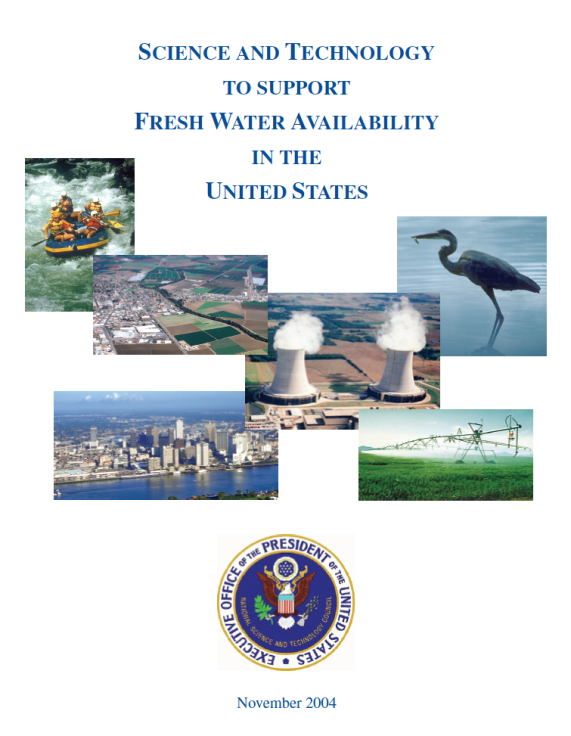 SCIENCE AND TECHNOLOGY
TO SUPPORT
FRESH WATER AVAILABILITY
IN THE
UNITED STATES
EXECUTIVE OFFICE OF THE PRESIDENT OF THE UNITED STATES
NATIONAL SCIENCE AND TECHNOLOGY COUNCIL
November 2004